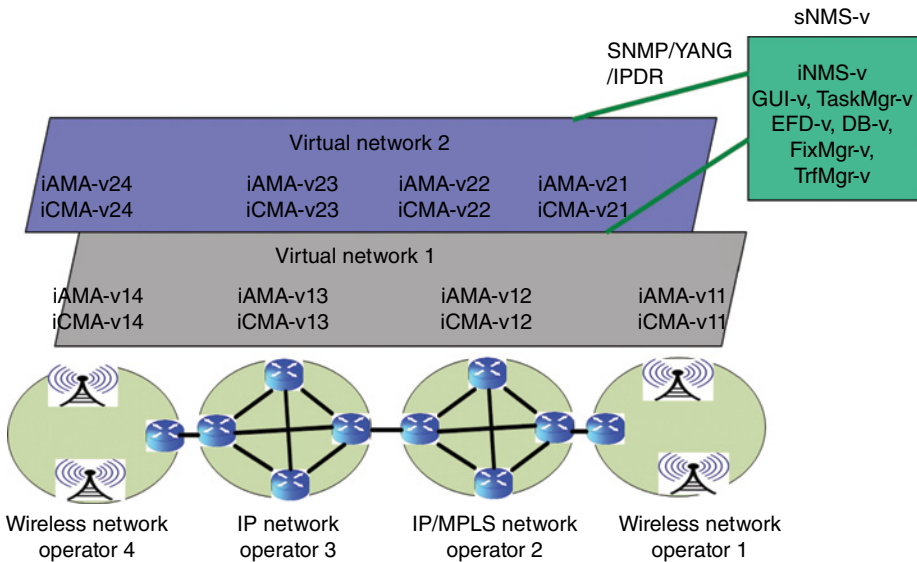 sNMS-v
SNMP/YANG
/IPDR
iNMS-v
GUI-v, TaskMgr-v
EFD-v, DB-v,
FixMgr-v,
TrfMgr-v
Virtual network 2
iAMA-v24 iAMA-v23 iAMA-v22 iAMA-v21
iCMA-v24 iCMA-v23 iCMA-v22 iCMA-v21
Virtual network 1
iAMA-v14 iAMA-v13 iAMA-v12 iAMA-v11
iCMA-v14 iCMA-v13 iCMA-v12 iCMA-v11
Wireless network
operator 4
IP network
operator 3
IP/MPLS network
operator 2
Wireless network
operator 1